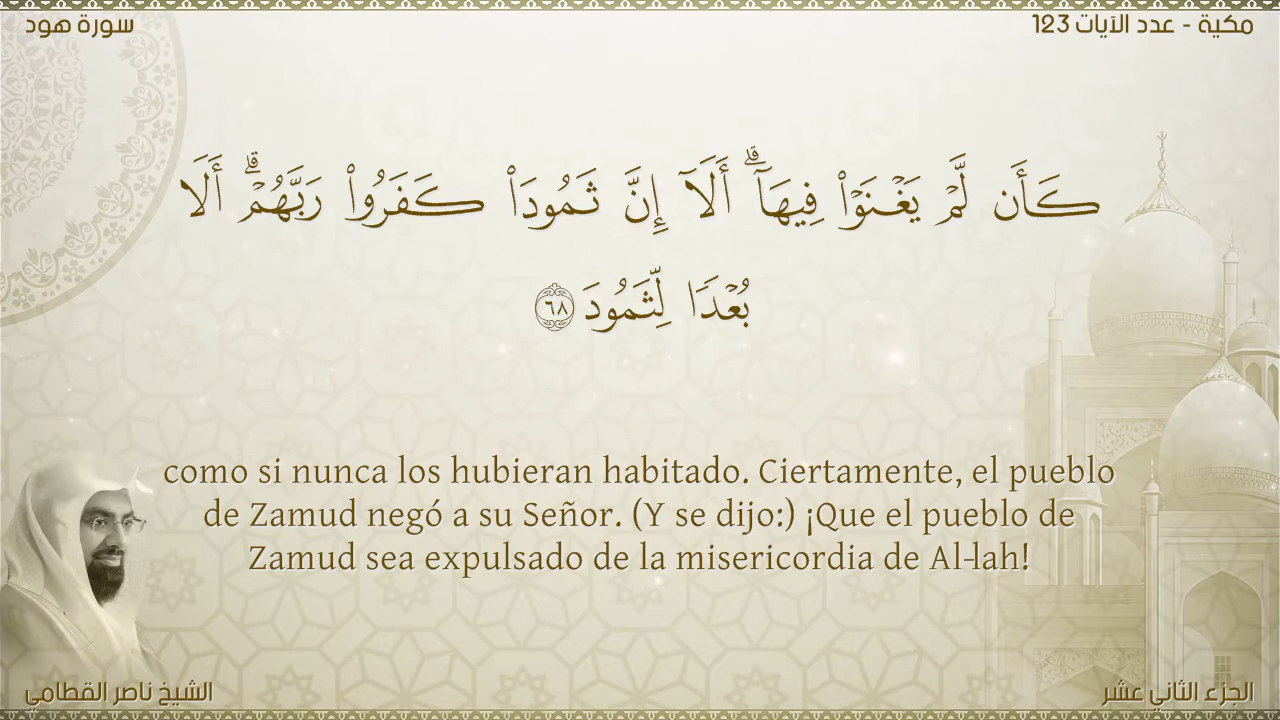 سورة هود
مكية - عدد الآيات 123
كَأَن لَّمْ يَغْنَوْا۟ فِيهَآ ۗ أَلَآ إِنَّ ثَمُودَا۟ كَفَرُوا۟ رَبَّهُمْ ۗ أَلَا
بُعْدًا لِّثَمُودَ ٦٨
como si nunca los hubieran habitado. Ciertamente, el pueblo
de Zamud negó a su Señor. (Y se dijo:) ¡Que el pueblo de
Zamud sea expulsado de la misericordia de Al-lah!
الشيخ ناصر القطامي
الجزء الثاني عشر